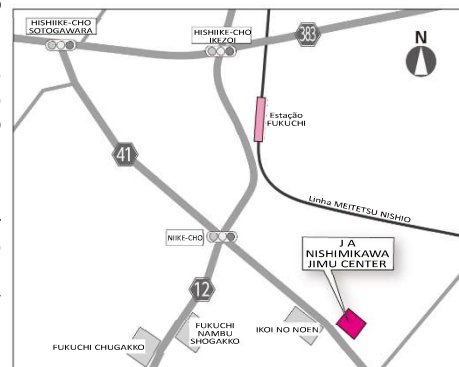 HISHIIKE-CHO
SOTOGAWARA
HISHIIKE-CHO
IKEZOI
383
N
Estação
FUKUCHI
41
Linha MEITETSU NISHIO
NIIKE-CHO
J A
NISHIMIKAWA
JIMU CENTER
12
FUKUCHI
NAMBU
SHOGAKKO
IKOI NO NOEN
FUKUCHI CHUGAKKO